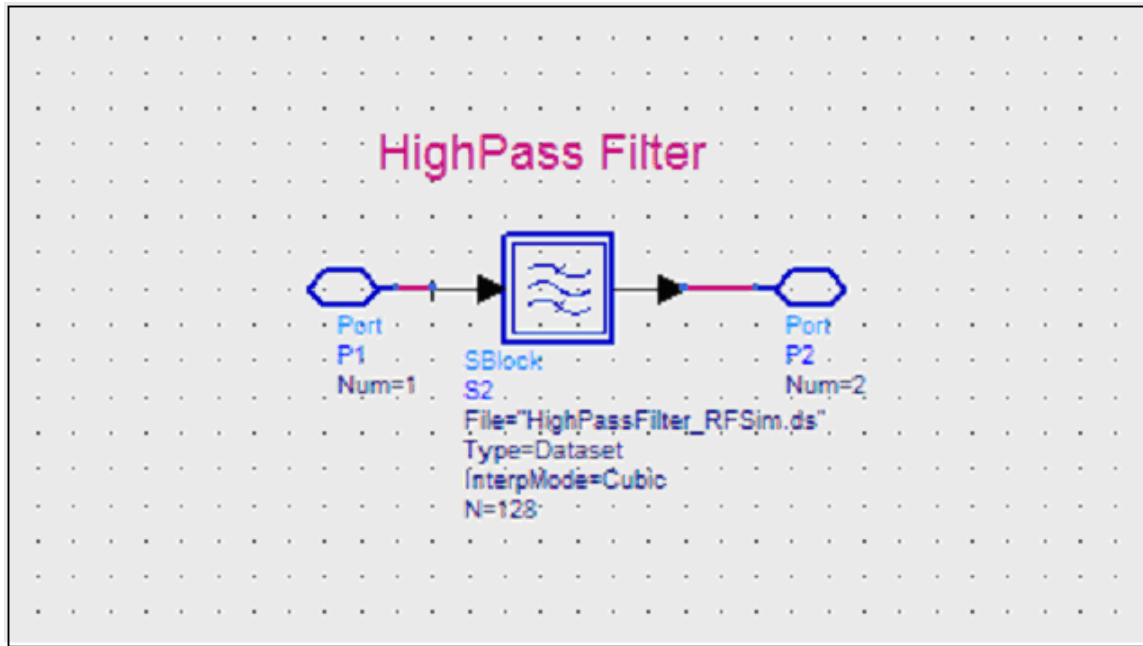 HighPass Filter
Port
P1
Num=1
SBlock
S2
File="HighPassFilter_RFSim.ds"
Type=Dataset
InterpMode=Cubic
N=128
Port
P2
Num=2